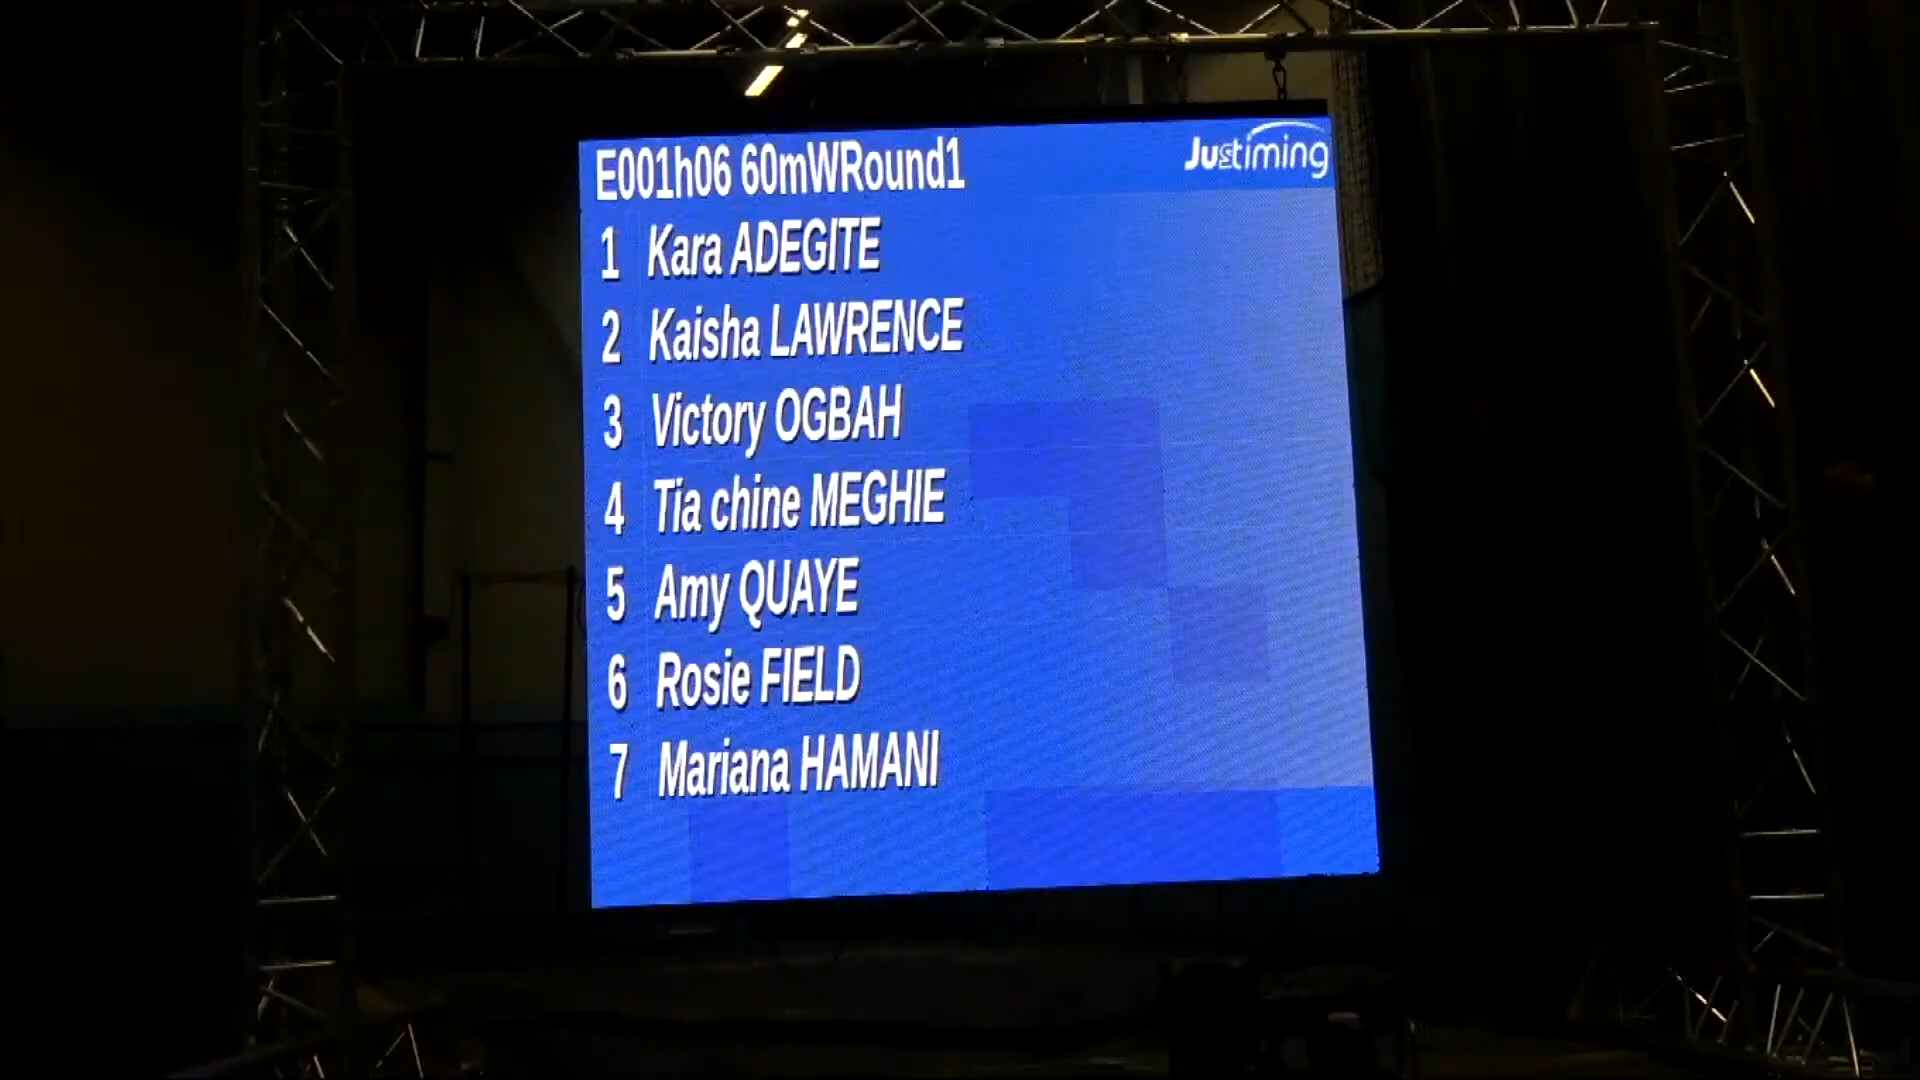 E001h06 60mWRound1
Justiming
1 Kara ADEGITE
2 Kaisha LAWRENCE
3 Victory OGBAH
4 Tia chine MEGHIE
5 Amy QUAYE
6 Rosie FIELD
7 Mariana HAMANI